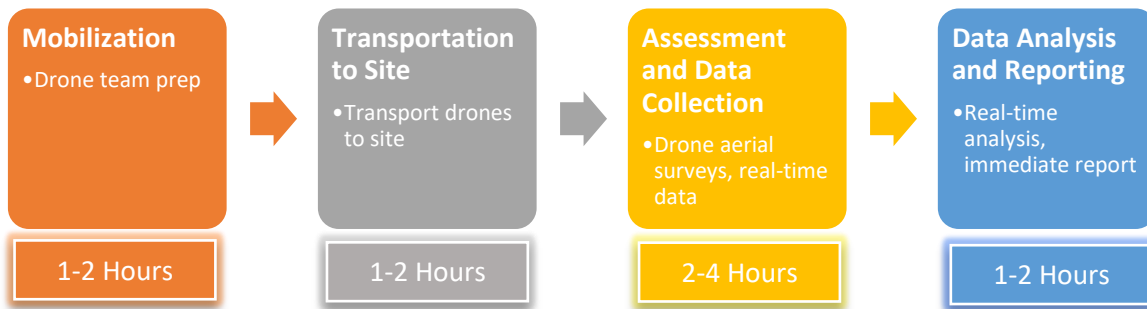 Mobilization
•Drone team prep
1-2 Hours
Transportation
to Site
•Transport drones
to site
1-2 Hours
Assessment
and Data
Collection
•Drone aerial
surveys, real-time
data
2-4 Hours
Data Analysis
and Reporting
•Real-time
analysis,
immediate report
1-2 Hours